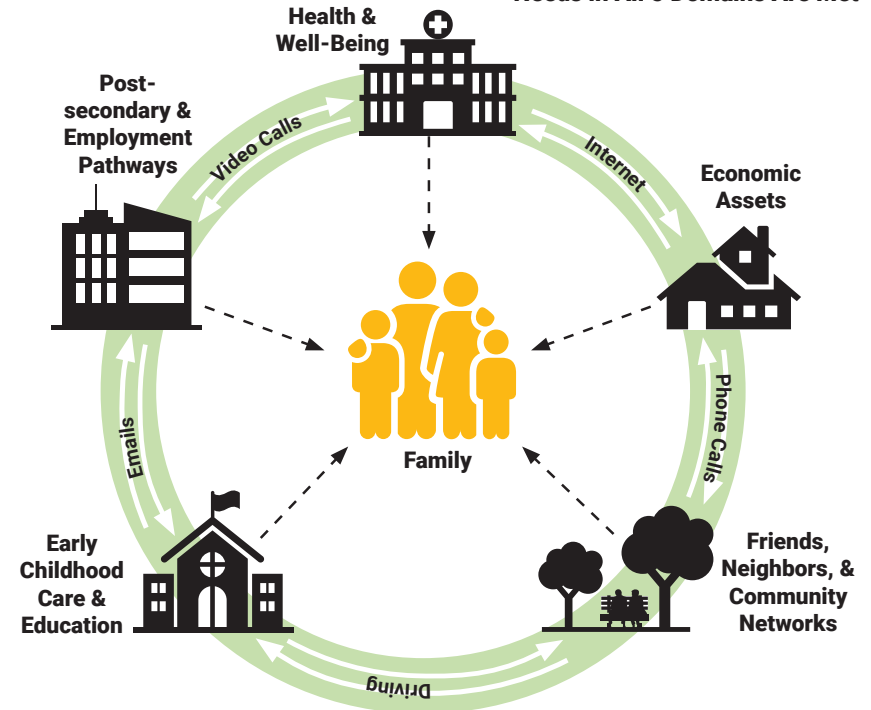 Health &
Well-Being
Post-
secondary &
Employment
Pathways
Video Calls
Internet
Economic
Assets
Phone Calls
Emails
Family
Early
Childhood
Care &
Education
Friends,
Neighbors, &
Community
Networks
Driving